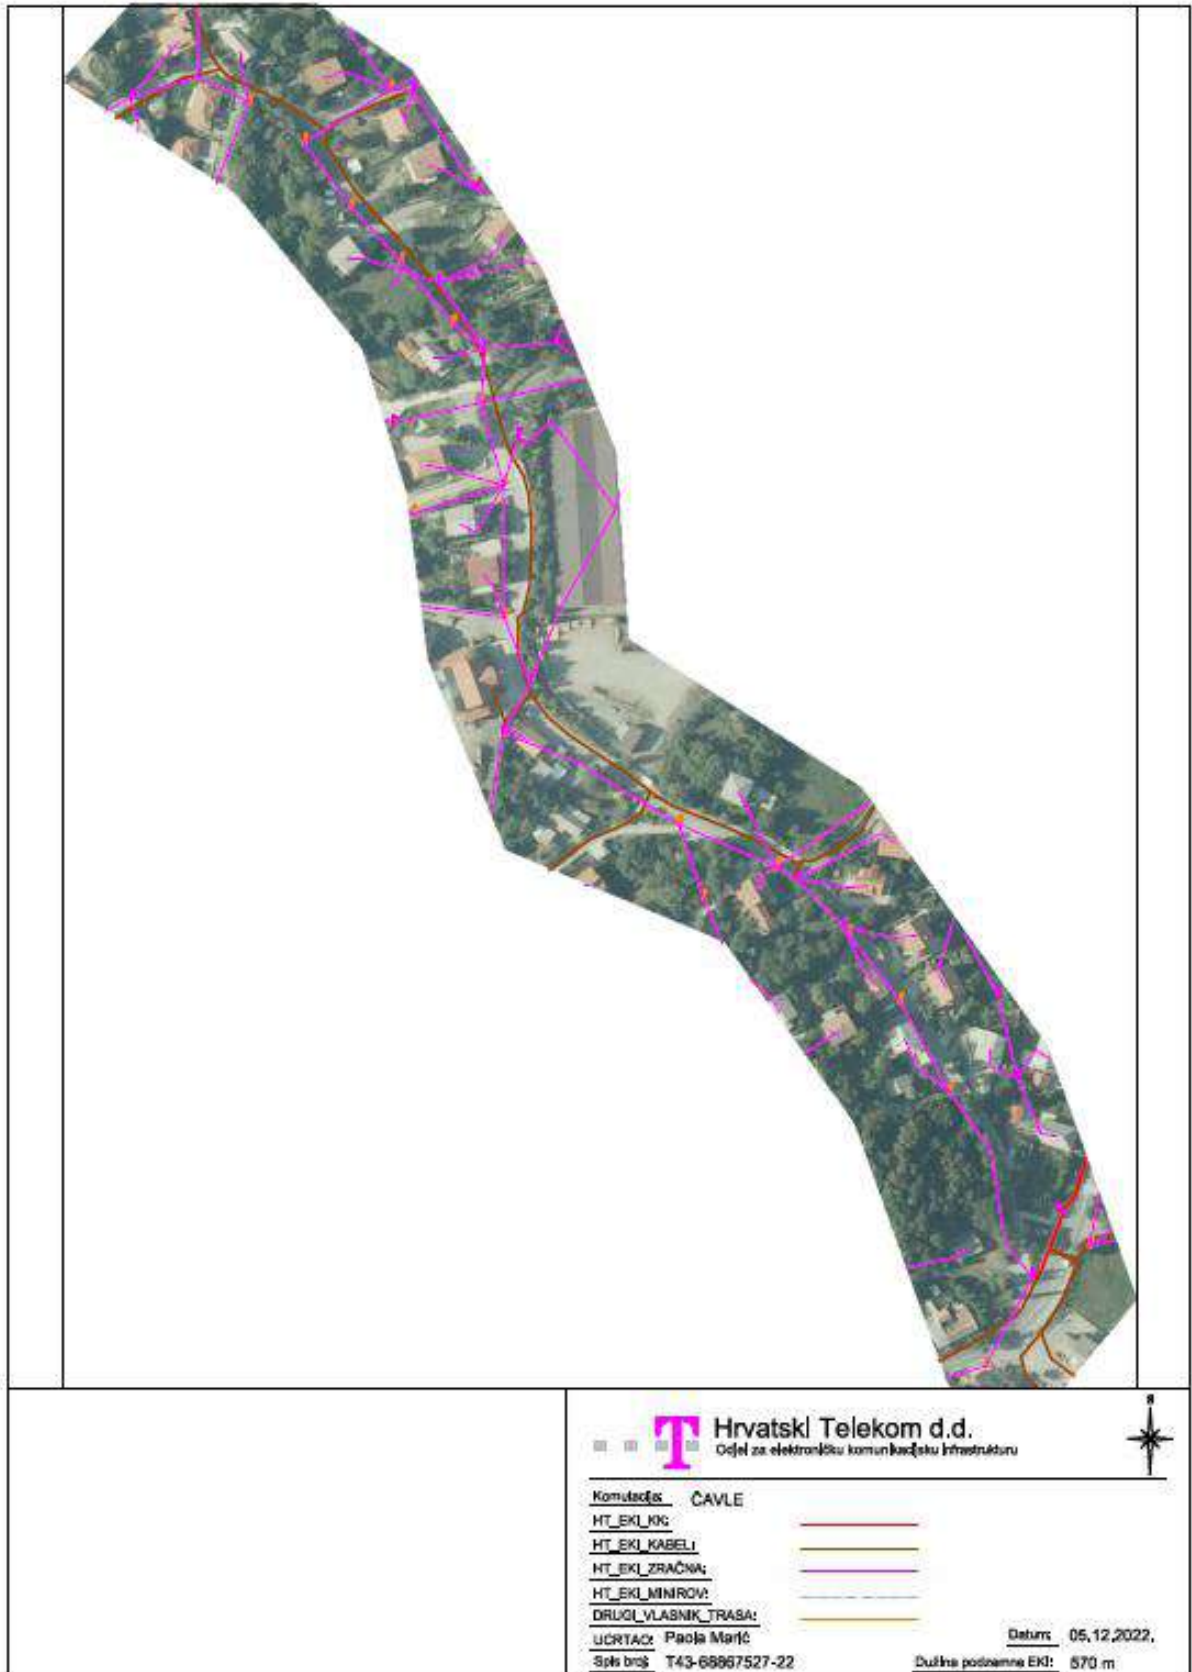 N
T Hrvatski Telekom d.d.
Odjel za elektroničku komunikacijsku infrastrukturu
Komutacija: ČAVLE
HT_EKI_KK:
HT_EKI_KABEL:
HT_EKI_ZRAČNA:
HT_EKI_MINIROV:
DRUGI_VLASNIK_TRASA:
UCRTAO: Paola Marić Datum: 05.12.2022.
Spis broj: T43-68867527-22 Dužina podzemne EKI: 570 m